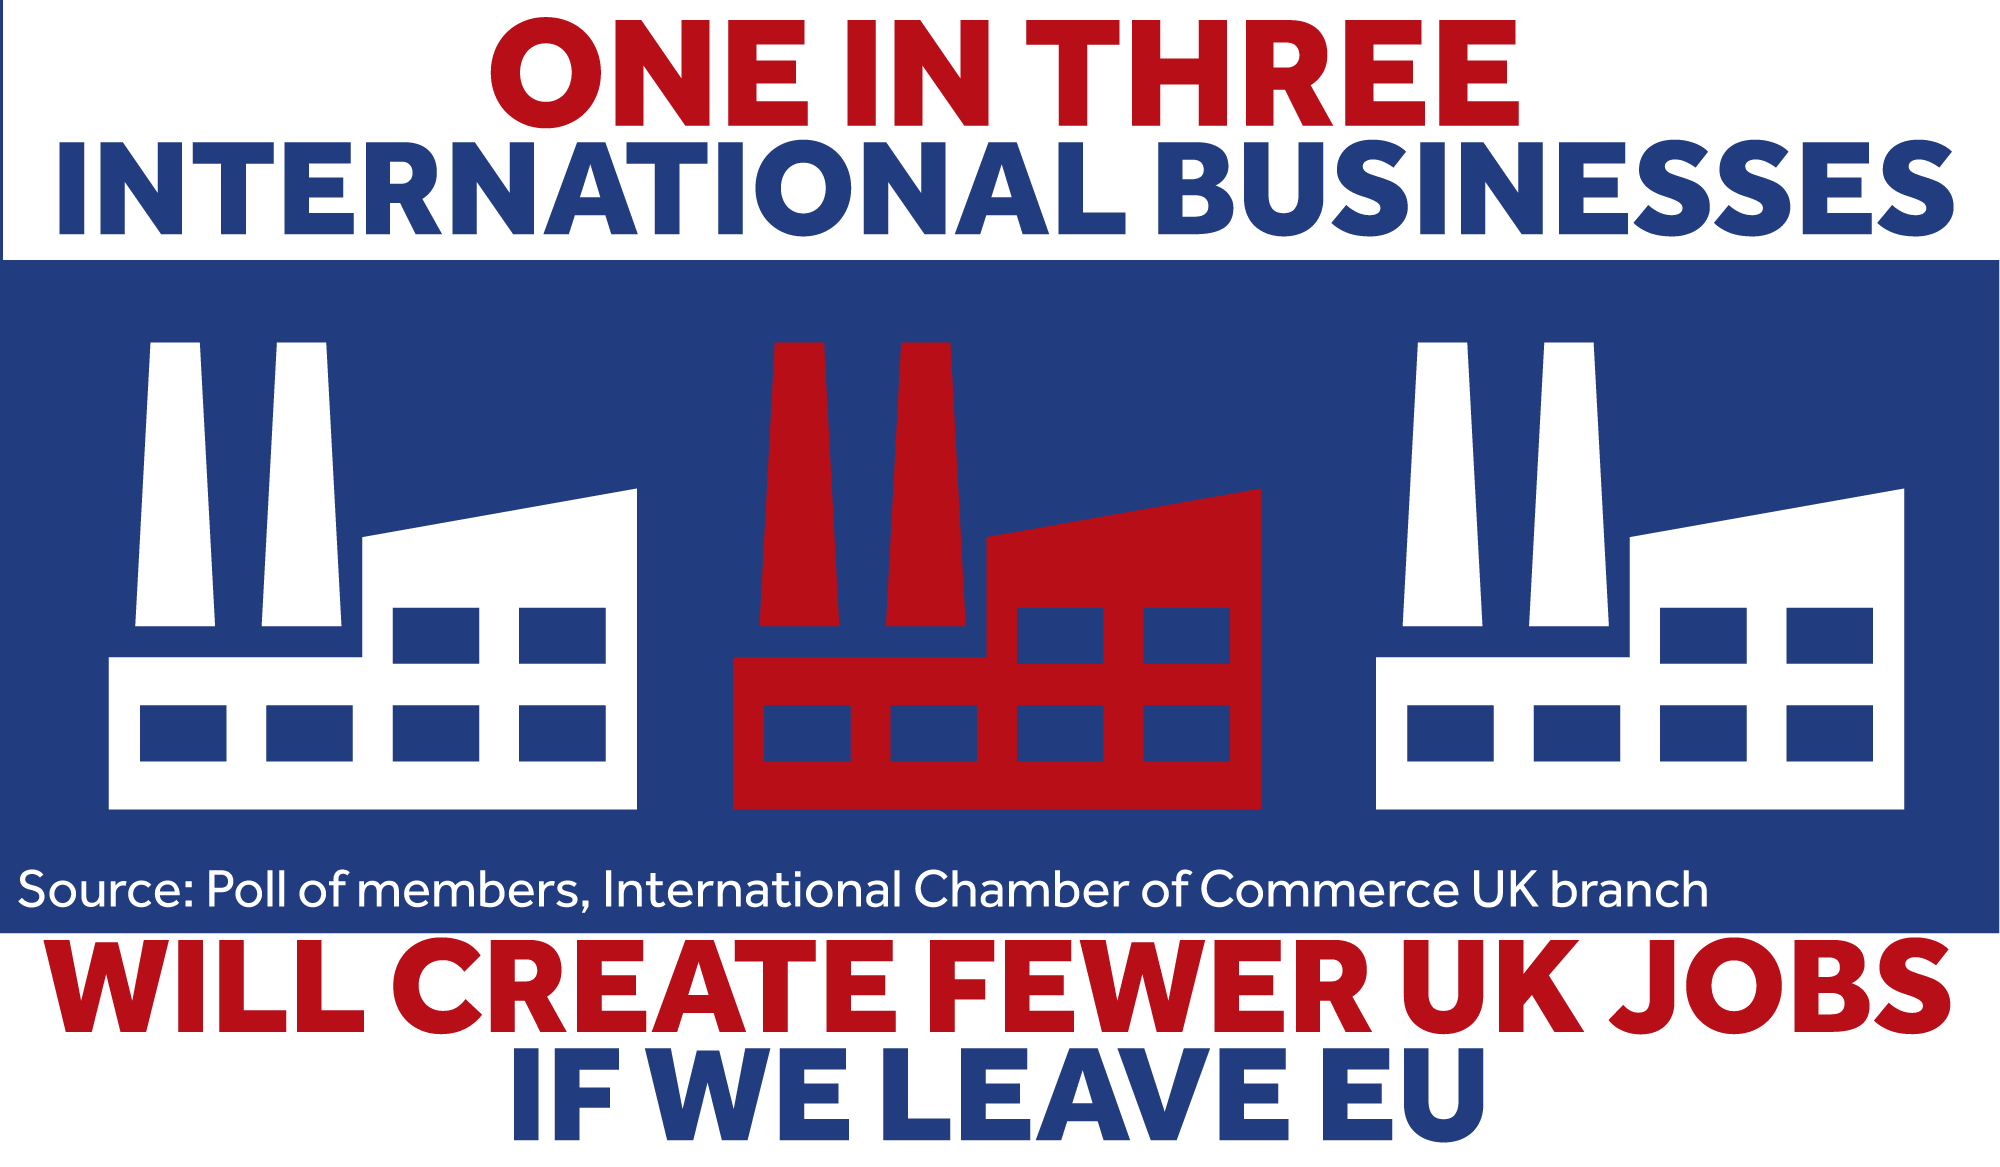 ONE IN THREE
INTERNATIONAL BUSINESSES
Source: Poll of members, International Chamber of Commerce UK branch
WILL CREATE FEWER UK JOBS
IF WE LEAVE EU